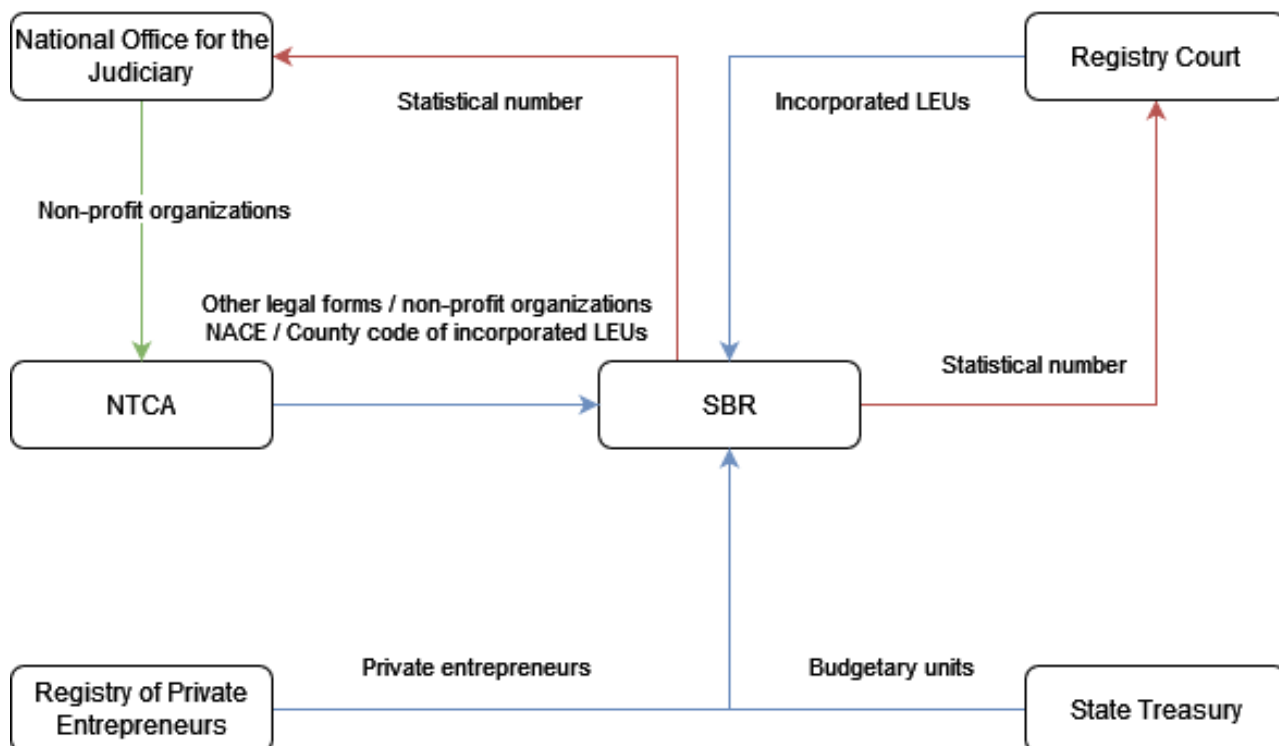 National Office for the
Judiciary
Registry Court
Statistical number
Incorporated LEUs
Non-profit organizations
Other legal forms / non-profit organizations
NACE / County code of incorporated LEUs
Statistical number
NTCA
SBR
Private entrepreneurs
Budgetary units
Registry of Private
Entrepreneurs
State Treasury